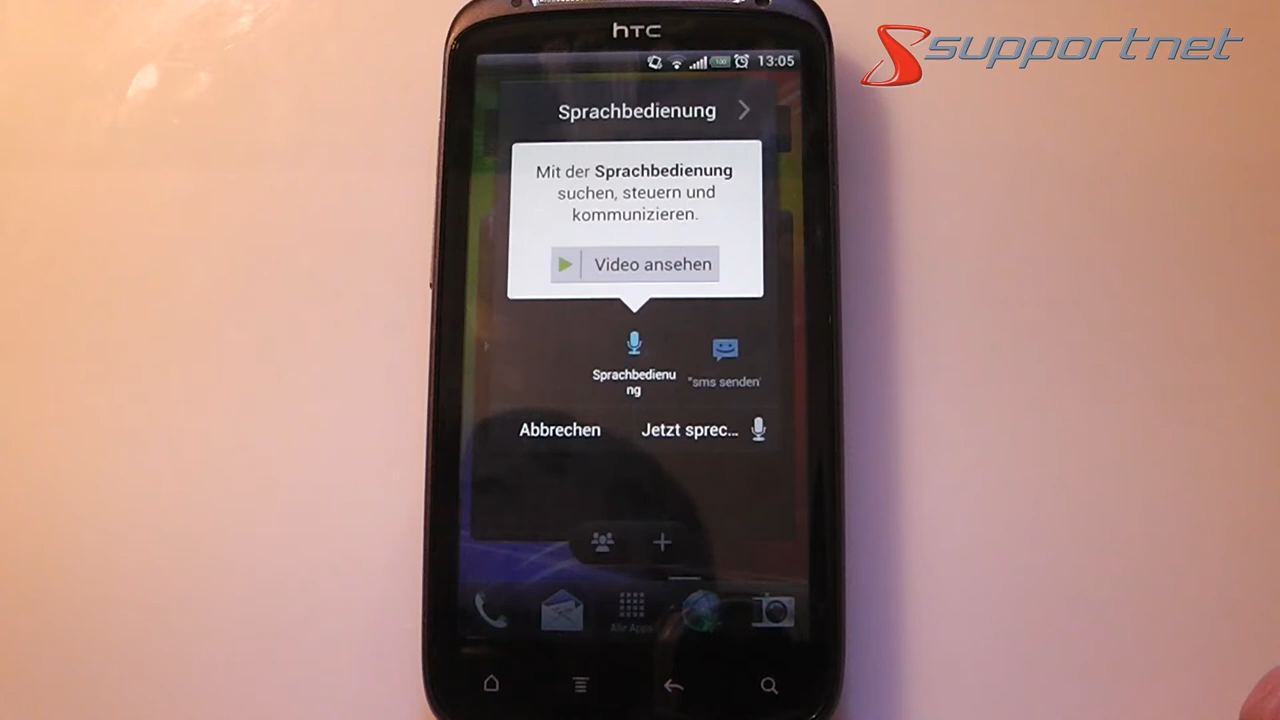 hTC
supportnet
100
13:05
Sprachbedienung
Mit der Sprachbedienung
suchen, steuern und
kommunizieren.
Video ansehen
Sprachbedienu
ng
"sms senden"
Abbrechen
Jetzt sprec...
Alle Apps